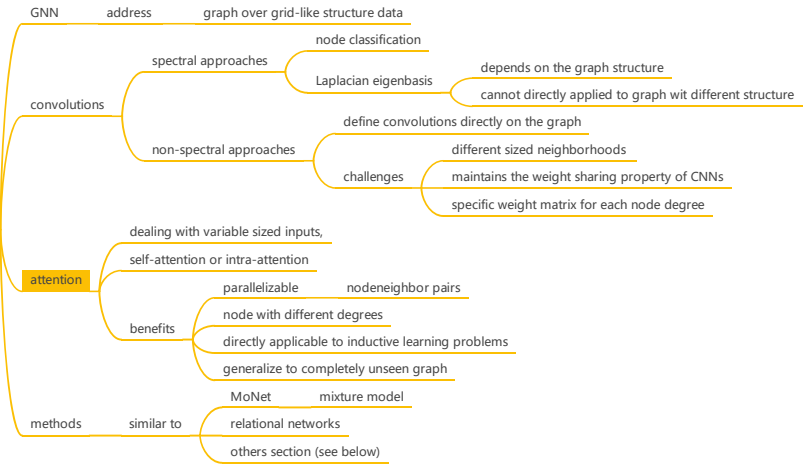 GNN
address
graph over grid-like structure data
convolutions
spectral approaches
node classification
Laplacian eigenbasis
depends on the graph structure
cannot directly applied to graph wit different structure
non-spectral approaches
define convolutions directly on the graph
challenges
different sized neighborhoods
maintains the weight sharing property of CNNs
specific weight matrix for each node degree
attention
dealing with variable sized inputs,
self-attention or intra-attention
benefits
parallelizable
nodeneighbor pairs
node with different degrees
directly applicable to inductive learning problems
generalize to completely unseen graph
methods
similar to
MoNet
mixture model
relational networks
others section (see below)